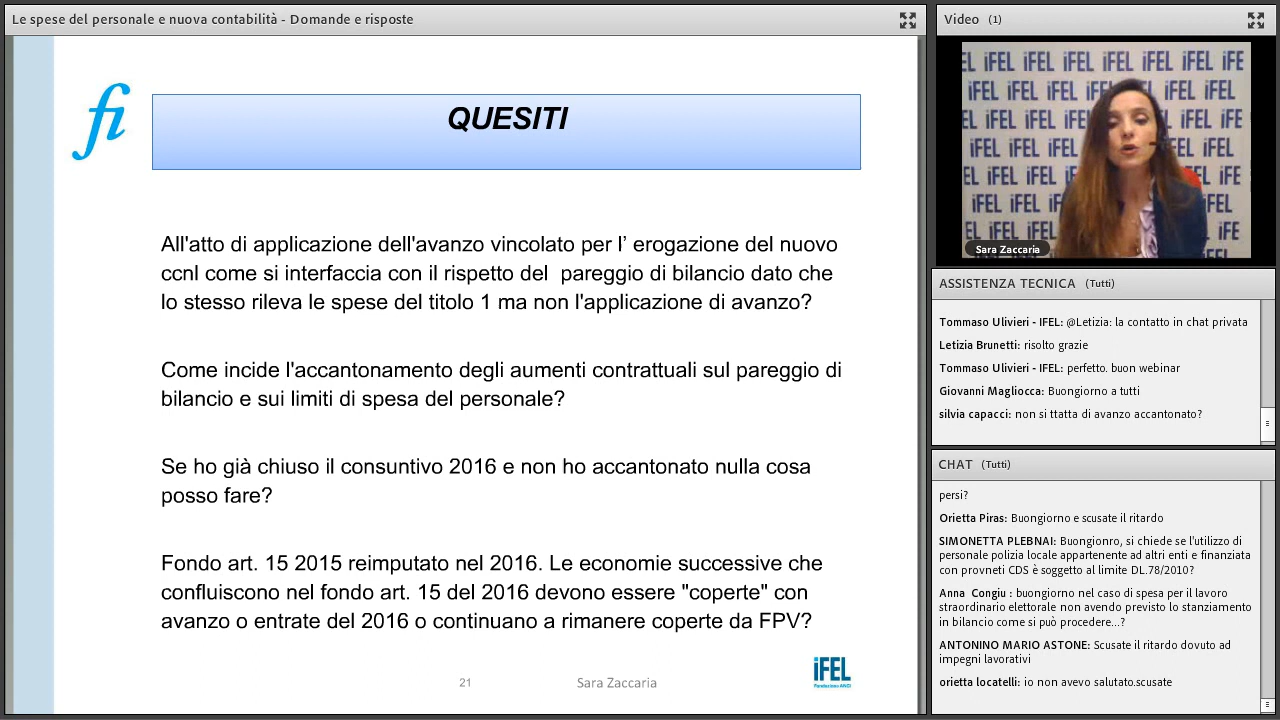 Le spese del personale e nuova contabilità - Domande e risposte
fi
QUESITI
All'atto di applicazione dell'avanzo vincolato per l’ erogazione del nuovo
ccnl come si interfaccia con il rispetto del pareggio di bilancio dato che
lo stesso rileva le spese del titolo 1 ma non l'applicazione di avanzo?
Come incide l'accantonamento degli aumenti contrattuali sul pareggio di
bilancio e sui limiti di spesa del personale?
Se ho già chiuso il consuntivo 2016 e non ho accantonato nulla cosa
posso fare?
Fondo art. 15 2015 reimputato nel 2016. Le economie successive che
confluiscono nel fondo art. 15 del 2016 devono essere "coperte" con
avanzo o entrate del 2016 o continuano a rimanere coperte da FPV?
21
Sara Zaccaria
iFEL
Fondazione ANCI
Video (1)
iFEL iFEL iFEL iFEL iFE
Sara Zaccaria
ASSISTENZA TECNICA (Tutti)
Tommaso Ulivieri - IFEL: @Letizia: la contatto in chat privata
Letizia Brunetti: risolto grazie
Tommaso Ulivieri - IFEL: perfetto. buon webinar
Giovanni Magliocca: Buongiorno a tutti
silvia capacci: non si ttatta di avanzo accantonato?
CHAT (Tutti)
persi?
Orietta Piras: Buongiorno e scusate il ritardo
SIMONETTA PLEBNAI: Buongionro, si chiede se l'utilizzo di
personale polizia locale appartenente ad altri enti e finanziata
con provneti CDS è soggetto al limite DL.78/2010?
Anna Congiu : buongiorno nel caso di spesa per il lavoro
straordinario elettorale non avendo previsto lo stanziamento
in bilancio come si può procedere...?
ANTONINO MARIO ASTONE: Scusate il ritardo dovuto ad
impegni lavorativi
orietta locatelli: io non avevo salutato.scusate